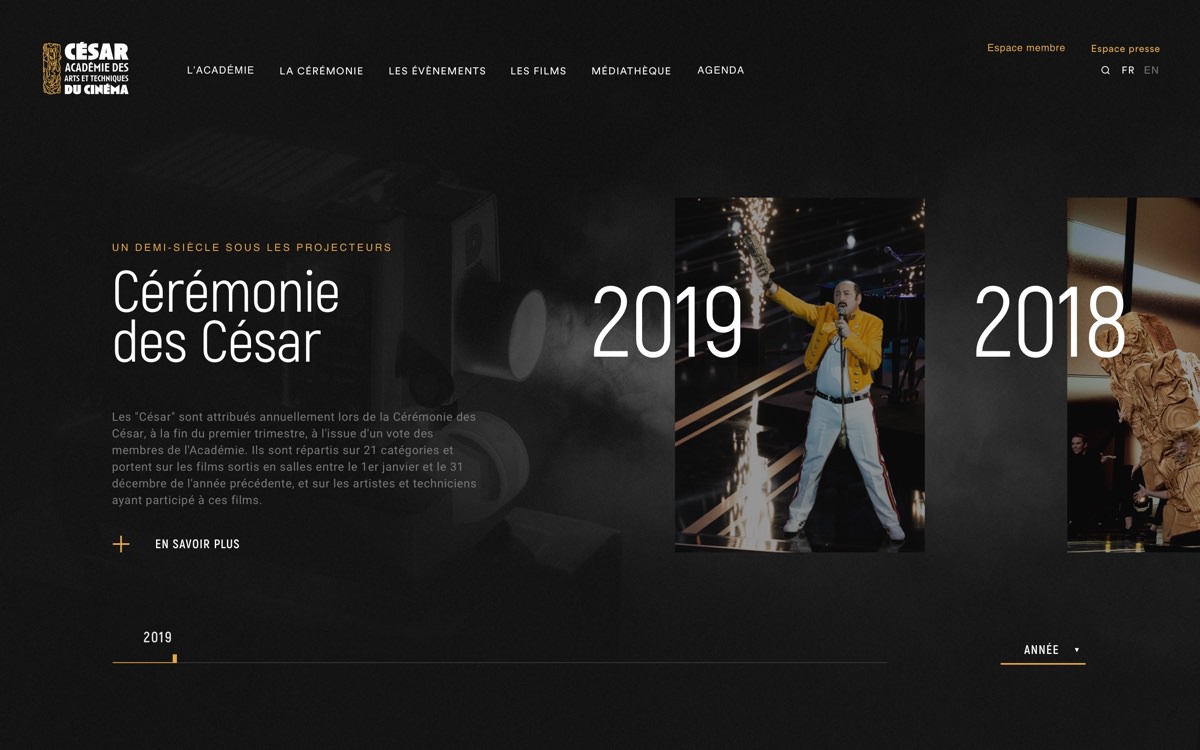 CÉSAR
ACADÉMIE DES
ARTS ET TECHNIQUES
DU CINÉMA
L'ACADÉMIE
LA CÉRÉMONIE
LES ÉVÈNEMENTS
LES FILMS
MÉDIATHÈQUE
AGENDA
Espace membre
Espace presse
FR
EN
UN DEMI-SIÈCLE SOUS LES PROJECTEURS
Cérémonie
des César
Les "César" sont attribués annuellement lors de la Cérémonie des
César, à la fin du premier trimestre, à l'issue d'un vote des
membres de l'Académie. Ils sont répartis sur 21 catégories et
portent sur les films sortis en salles entre le 1er janvier et le 31
décembre de l'année précédente, et sur les artistes et techniciens
ayant participé à ces films.
EN SAVOIR PLUS
2019
2018
2019
ANNÉE